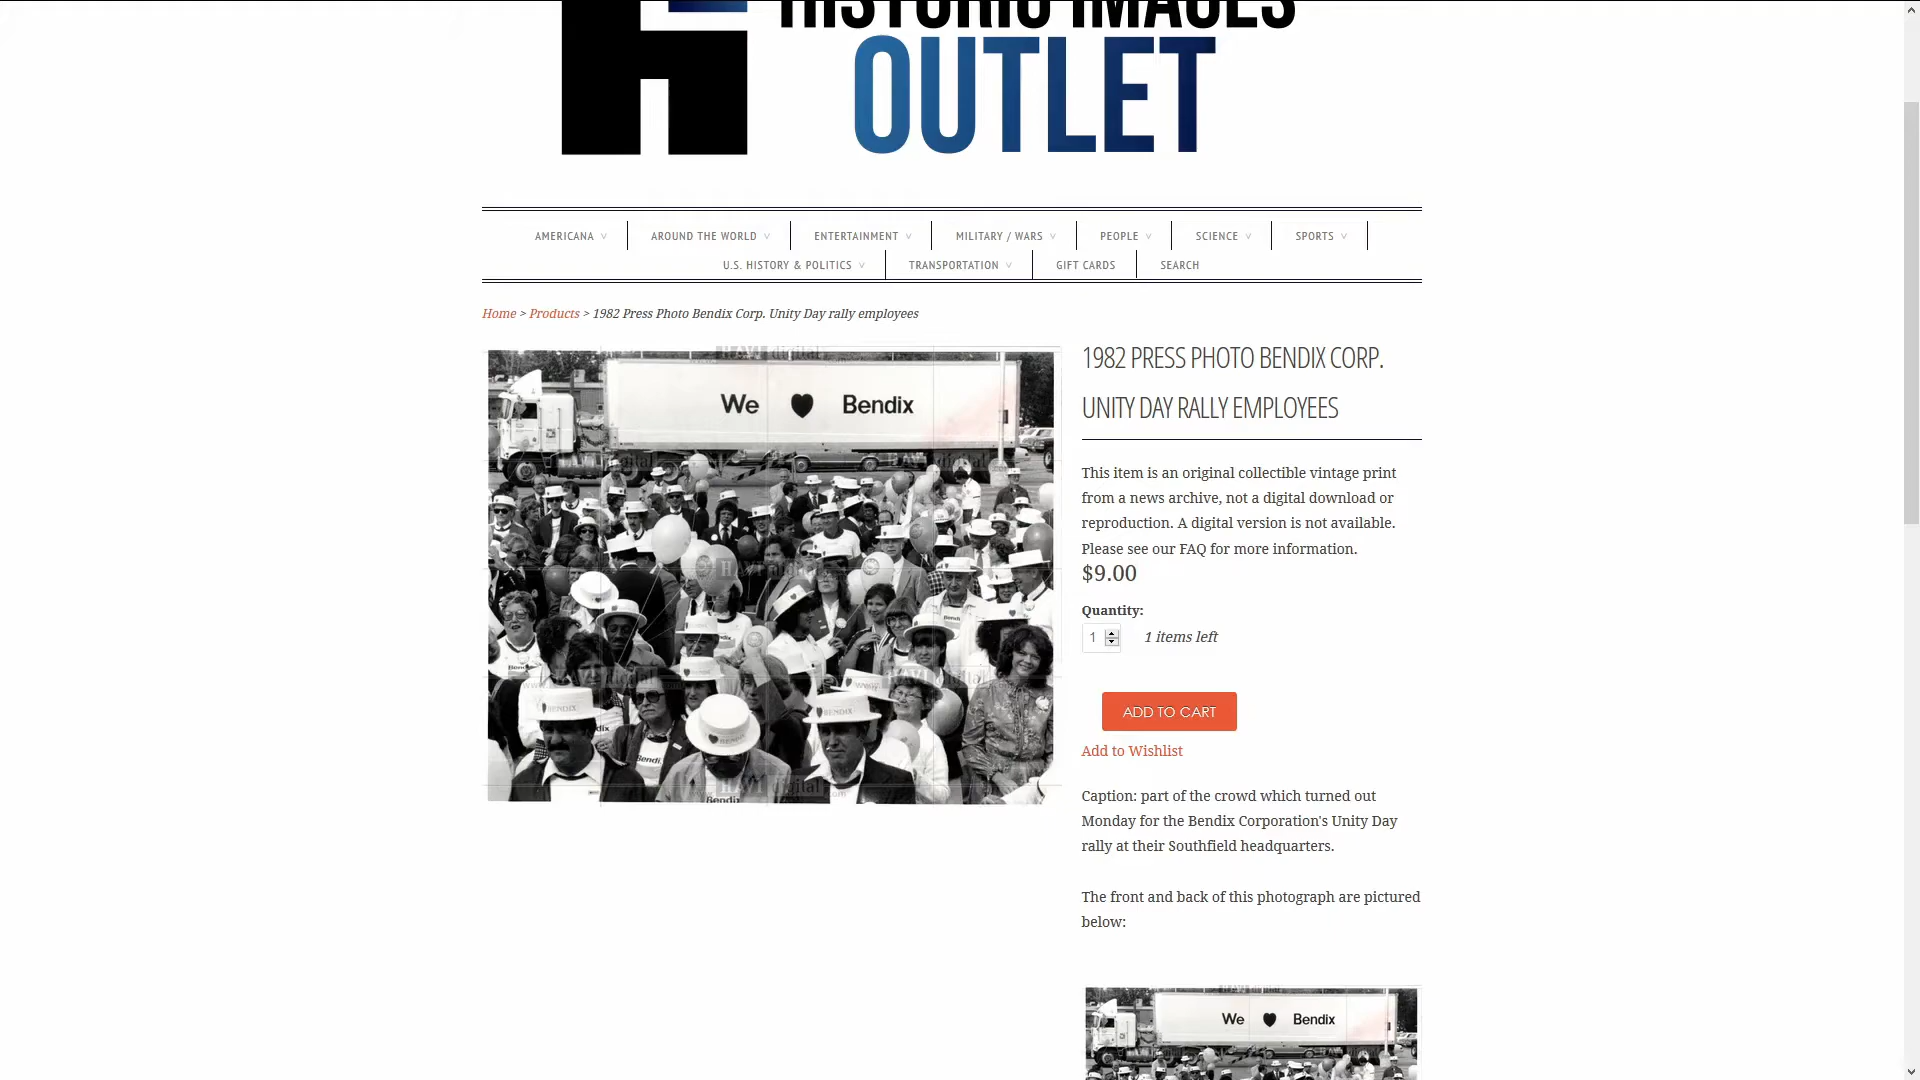 HISTORIC IMAGES
OUTLET
AMERICANA
AROUND THE WORLD
ENTERTAINMENT
MILITARY / WARS
PEOPLE
SCIENCE
SPORTS
U.S. HISTORY & POLITICS
TRANSPORTATION
GIFT CARDS
SEARCH
Home > Products > 1982 Press Photo Bendix Corp. Unity Day rally employees
We ♥ Bendix
BENDIX
BENDIX
1982 PRESS PHOTO BENDIX CORP.
UNITY DAY RALLY EMPLOYEES
This item is an original collectible vintage print
from a news archive, not a digital download or
reproduction. A digital version is not available.
Please see our FAQ for more information.
$9.00
Quantity:
1
1 items left
ADD TO CART
Add to Wishlist
Caption: part of the crowd which turned out
Monday for the Bendix Corporation's Unity Day
rally at their Southfield headquarters.
The front and back of this photograph are pictured
below:
We ♥ Bendix